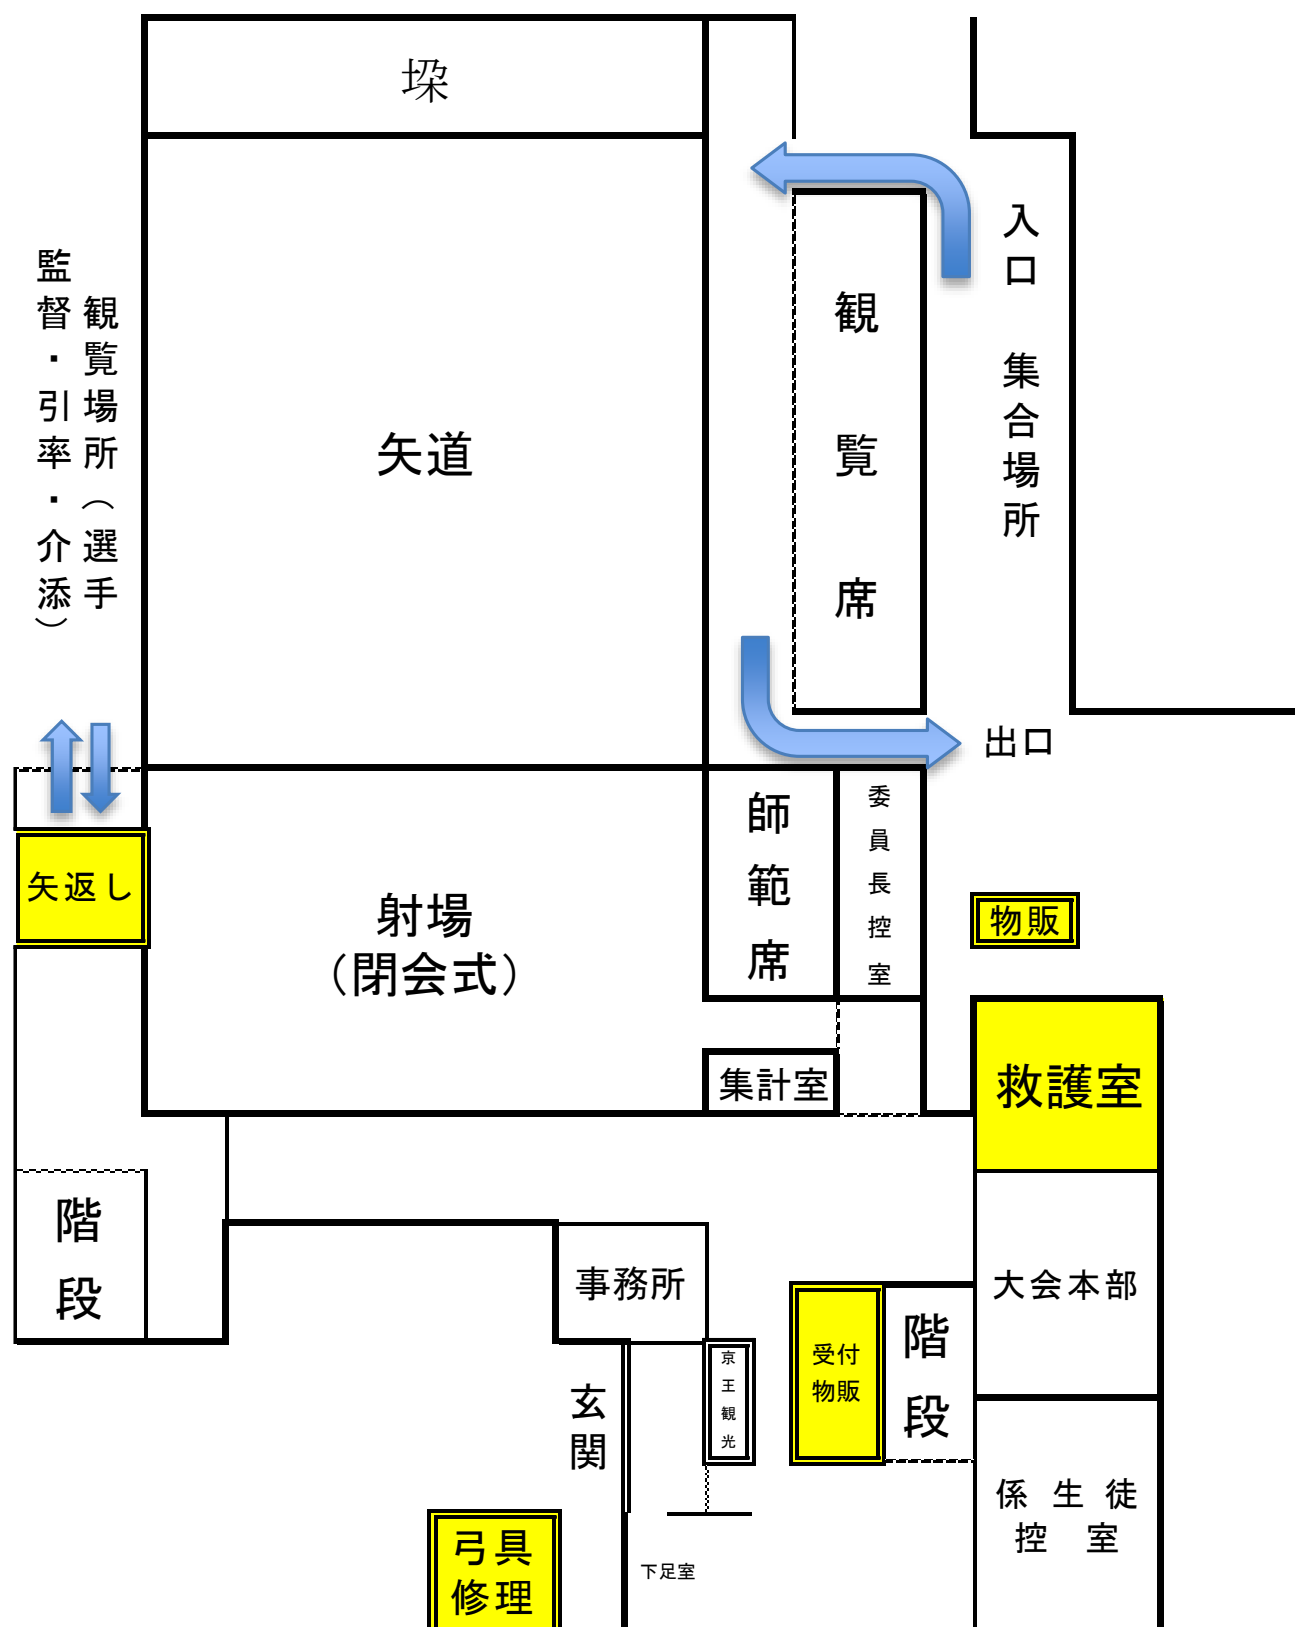 垜
入口　集合場所
観覧席
観覧場所（選手
監督・引率・介添）
矢道
出口
師範席
委員長控室
矢返し
射場
（閉会式）
物販
集計室
救護室
階段
事務所
大会本部
受付
物販
階段
京王観光
玄関
係生徒
控室
弓具
修理
下足室